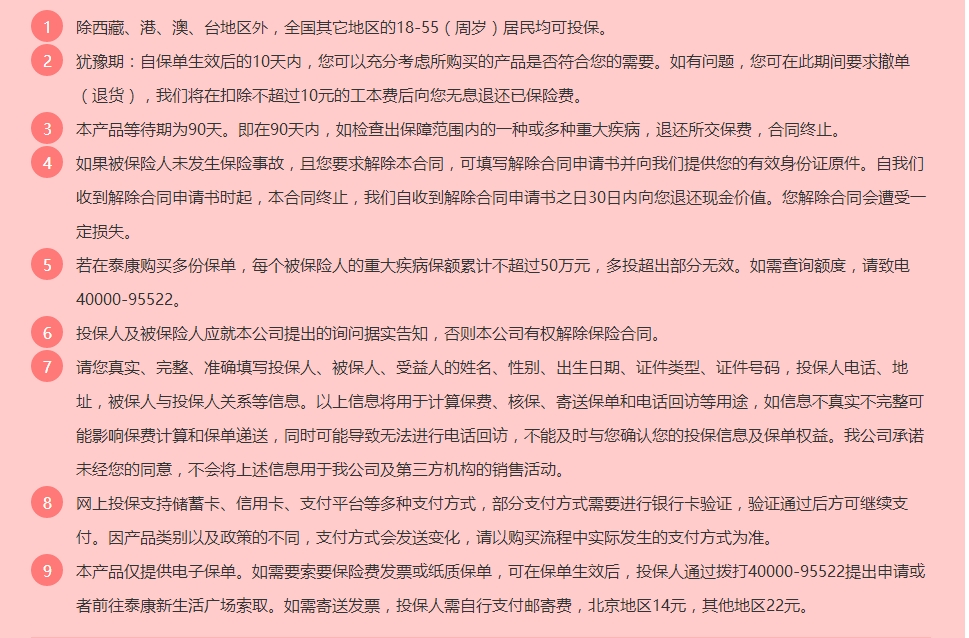 1 除西藏、港、澳、台地区外，全国其它地区的18-55（周岁）居民均可投保。
2 犹豫期：自保单生效后的10天内，您可以充分考虑所购买的产品是否符合您的需要。如有问题，您可在此期间要求撤单
（退货），我们将在扣除不超过10元的工本费后向您无息退还已保险费。
3 本产品等待期为90天。即在90天内，如检查出保障范围内的一种或多种重大疾病，退还所交保费，合同终止。
4 如果被保险人未发生保险事故，且您要求解除本合同，可填写解除合同申请书并向我们提供您的有效身份证原件。自我们
收到解除合同申请书时起，本合同终止，我们自收到解除合同申请书之日30日内向您退还现金价值。您解除合同会遭受一
定损失。
5 若在泰康购买多份保单，每个被保险人的重大疾病保额累计不超过50万元，多投超出部分无效。如需查询额度，请致电
40000-95522。
6 投保人及被保险人应就本公司提出的询问据实告知，否则本公司有权解除保险合同。
7 请您真实、完整、准确填写投保人、被保人、受益人的姓名、性别、出生日期、证件类型、证件号码，投保人电话、地
址，被保人与投保人关系等信息。以上信息将用于计算保费、核保、寄送保单和电话回访等用途，如信息不真实不完整可
能影响保费计算和保单递送，同时可能导致无法进行电话回访，不能及时与您确认您的投保信息及保单权益。我公司承诺
未经您的同意，不会将上述信息用于我公司及第三方机构的销售活动。
8 网上投保支持储蓄卡、信用卡、支付平台等多种支付方式，部分支付方式需要进行银行卡验证，验证通过后方可继续支
付。因产品类别以及政策的不同，支付方式会发送变化，请以购买流程中实际发生的支付方式为准。
9 本产品仅提供电子保单。如需要索要保险费发票或纸质保单，可在保单生效后，投保人通过拨打40000-95522提出申请或
者前往泰康新生活广场索取。如需寄送发票，投保人需自行支付邮寄费，北京地区14元，其他地区22元。